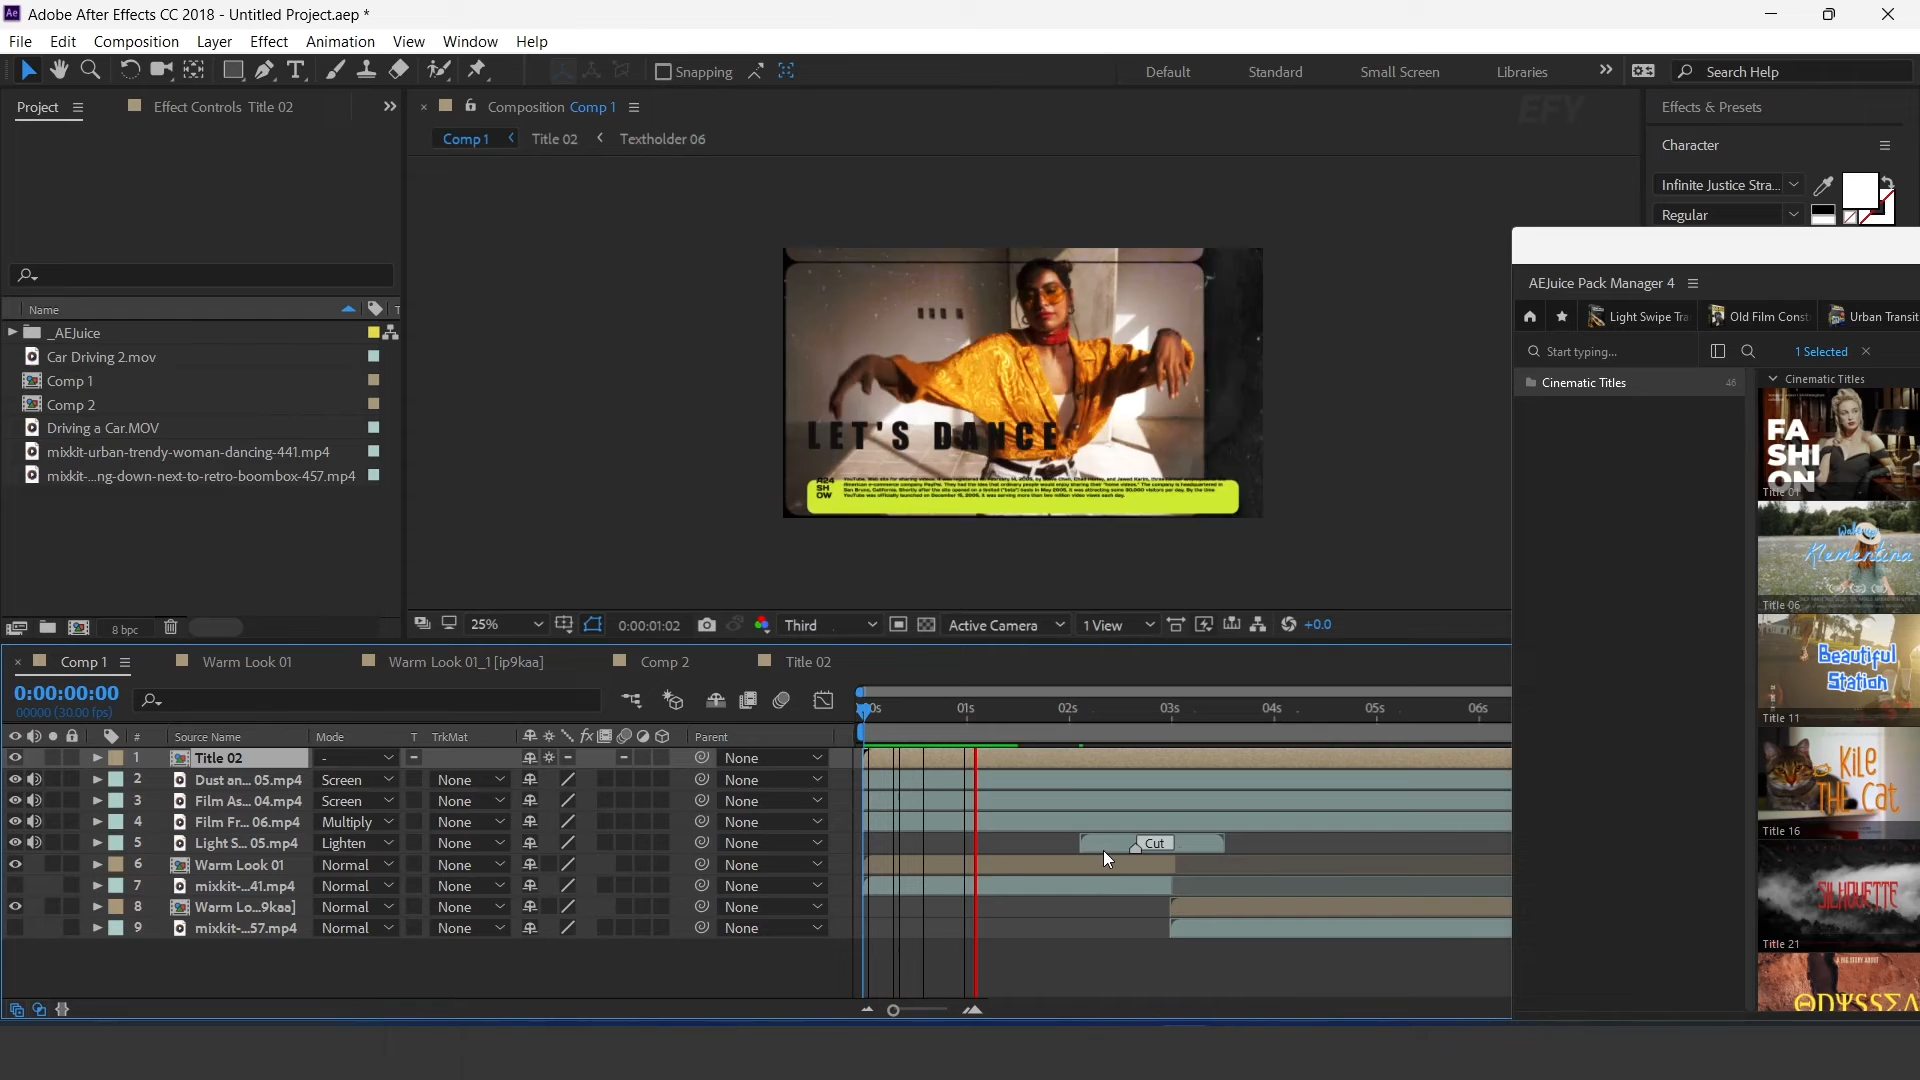 Adobe After Effects CC 2018 - Untitled Project.aep *
File Edit Composition Layer Effect Animation View Window Help
Snapping Default Standard Small Screen Libraries Search Help
Project Effect Controls Title 02 Composition Comp 1 EFY Effects & Presets
Comp 1 Title 02 Textholder 06 Character
Infinite Justice Stra...
Regular
Name
_AEJuice
Car Driving 2.mov
Comp 1
Comp 2
Driving a Car.MOV
mixkit-urban-trendy-woman-dancing-441.mp4
mixkit-...ng-down-next-to-retro-boombox-457.mp4
LET'S DANCE
SH
OW
8 bpc
25% 0:00:01:02 Third Active Camera 1 View +0.0
AEJuice Pack Manager 4
Light Swipe Tra Old Film Const Urban Transit
Start typing... 1 Selected
Cinematic Titles 46 Cinematic Titles
FA
SHI
ON
Title 01
Klementina
Title 06
Beautiful
Station
Title 11
KILE
THE Cat
Title 16
SILHOUETTE
Title 21
Comp 1 Warm Look 01 Warm Look 01_1 [ip9kaa] Comp 2 Title 02
0:00:00:00
00000 (30.00 fps)
01s 02s 03s 04s 05s 06s
# Source Name Mode T TrkMat Parent
1 Title 02 - None
2 Dust an... 05.mp4 Screen None None
3 Film As... 04.mp4 Screen None None
4 Film Fr... 06.mp4 Multiply None None
5 Light S... 05.mp4 Lighten None None Cut
6 Warm Look 01 Normal None None
7 mixkit-...41.mp4 Normal None None
8 Warm Lo...9kaa] Normal None None
9 mixkit-...57.mp4 Normal None None